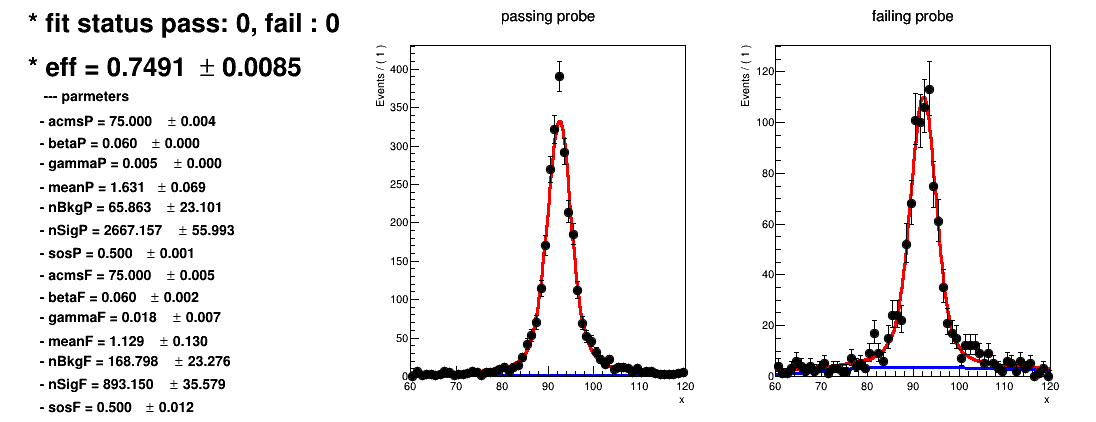 * fit status pass: 0, fail : 0
* eff = 0.7491 ± 0.0085
--- parmeters
- acmsP = 75.000 ± 0.004
- betaP = 0.060 ± 0.000
- gammaP = 0.005 ± 0.000
- meanP = 1.631 ± 0.069
- nBkgP = 65.863 ± 23.101
- nSigP = 2667.157 ± 55.993
- sosP = 0.500 ± 0.001
- acmsF = 75.000 ± 0.005
- betaF = 0.060 ± 0.002
- gammaF = 0.018 ± 0.007
- meanF = 1.129 ± 0.130
- nBkgF = 168.798 ± 23.276
- nSigF = 893.150 ± 35.579
- sosF = 0.500 ± 0.012
passing probe
Events / ( 1 )
400
350
300
250
200
150
100
50
0
60 70 80 90 100 110 120
x
failing probe
Events / ( 1 )
120
100
80
60
40
20
0
60 70 80 90 100 110 120
x